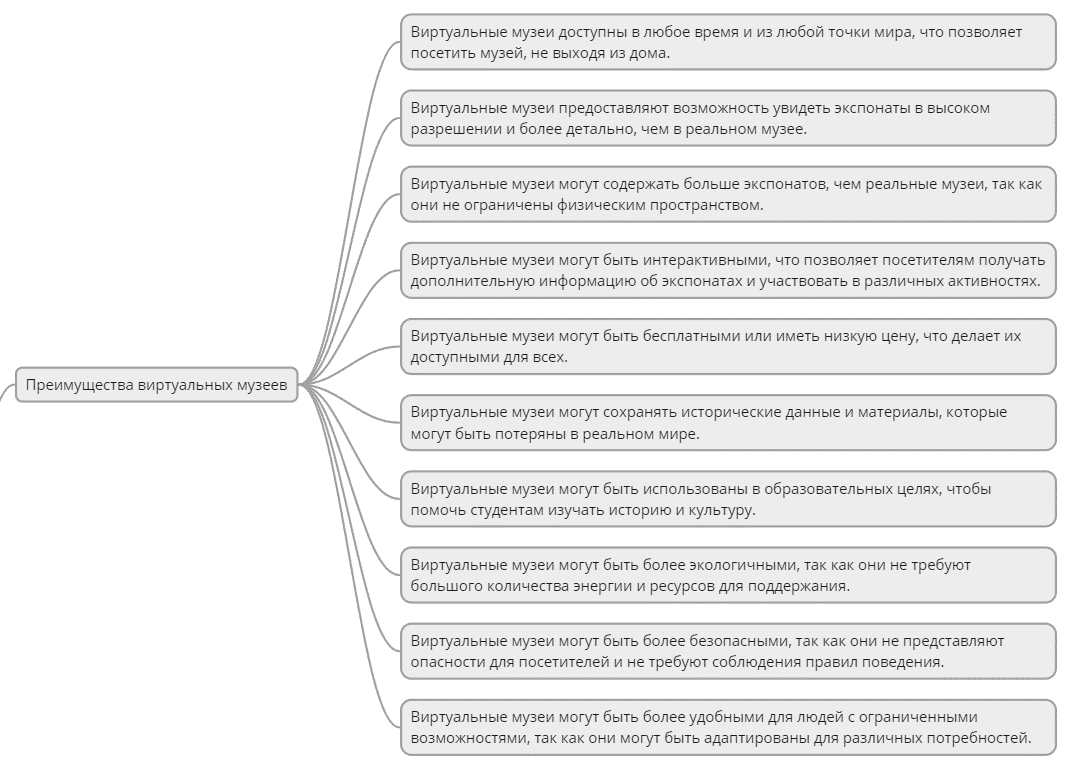 Виртуальные музеи доступны в любое время и из любой точки мира, что позволяет
посетить музей, не выходя из дома.
Виртуальные музеи предоставляют возможность увидеть экспонаты в высоком
разрешении и более детально, чем в реальном музее.
Виртуальные музеи могут содержать больше экспонатов, чем реальные музеи, так как
они не ограничены физическим пространством.
Виртуальные музеи могут быть интерактивными, что позволяет посетителям получать
дополнительную информацию об экспонатах и участвовать в различных активностях.
Виртуальные музеи могут быть бесплатными или иметь низкую цену, что делает их
доступными для всех.
Преимущества виртуальных музеев
Виртуальные музеи могут сохранять исторические данные и материалы, которые
могут быть потеряны в реальном мире.
Виртуальные музеи могут быть использованы в образовательных целях, чтобы
помочь студентам изучать историю и культуру.
Виртуальные музеи могут быть более экологичными, так как они не требуют
большого количества энергии и ресурсов для поддержания.
Виртуальные музеи могут быть более безопасными, так как они не представляют
опасности для посетителей и не требуют соблюдения правил поведения.
Виртуальные музеи могут быть более удобными для людей с ограниченными
возможностями, так как они могут быть адаптированы для различных потребностей.